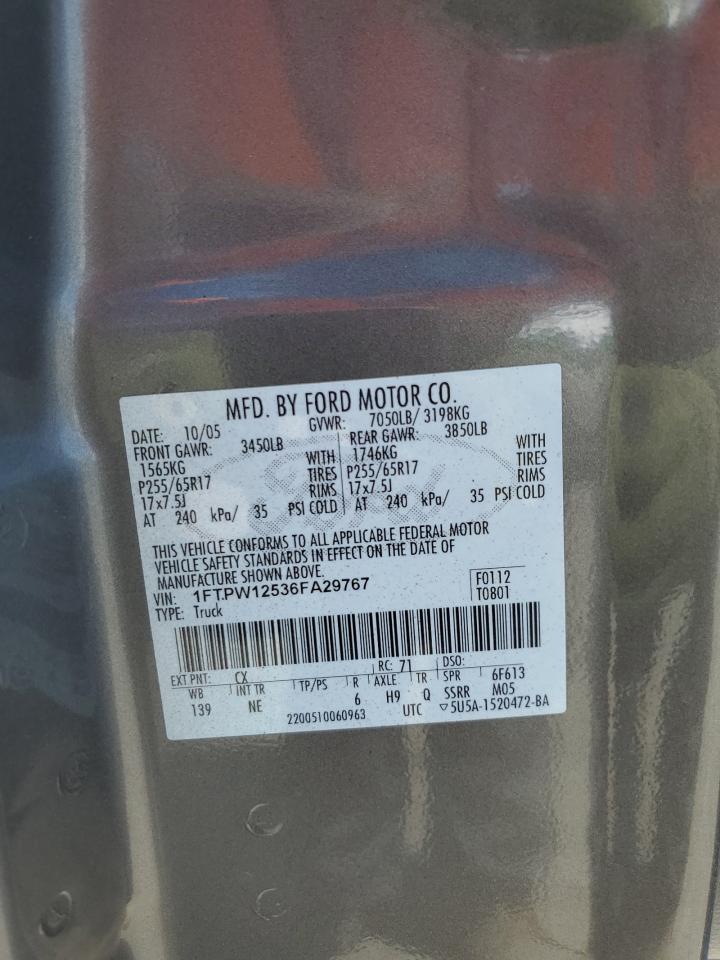 MFD. BY FORD MOTOR CO.
DATE: 10/05 GVWR: 7050LB/ 3198KG
FRONT GAWR: 3450LB REAR GAWR: 3850LB
1565KG WITH 1746KG WITH
P255/65R17 TIRES P255/65R17 TIRES
17x7.5J RIMS 17x7.5J RIMS
AT 240 kPa/ 35 PSI COLD AT 240 kPa/ 35 PSI COLD
Ford
THIS VEHICLE CONFORMS TO ALL APPLICABLE FEDERAL MOTOR
VEHICLE SAFETY STANDARDS IN EFFECT ON THE DATE OF
MANUFACTURE SHOWN ABOVE.
VIN: 1FTPW12536FA29767 F0112
TYPE: Truck T0801
EXT PNT: CX RC: 71 DSO:
WB INT TR TP/PS R AXLE TR SPR 6F613
139 NE 6 H9 Q SSRR M05
2200510060963 UTC ▽5U5A-1520472-BA